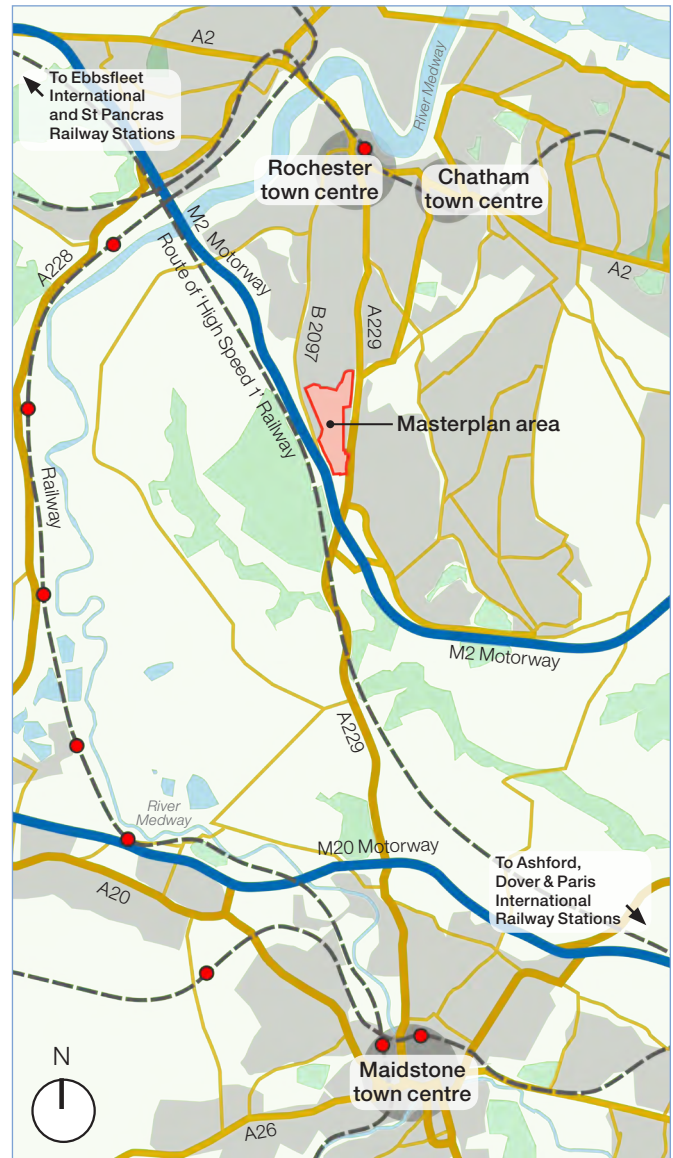 A2
To Ebbsfleet
International
and St Pancras
Railway Stations
River Medway
Rochester
town centre
Chatham
town centre
M2 Motorway
A228
A2
Route of 'High Speed 1' Railway
B 2097
A229
Masterplan area
Railway
M2 Motorway
A229
River
Medway
M20 Motorway
To Ashford,
Dover & Paris
International
Railway Stations
A20
N
Maidstone
town centre
A26